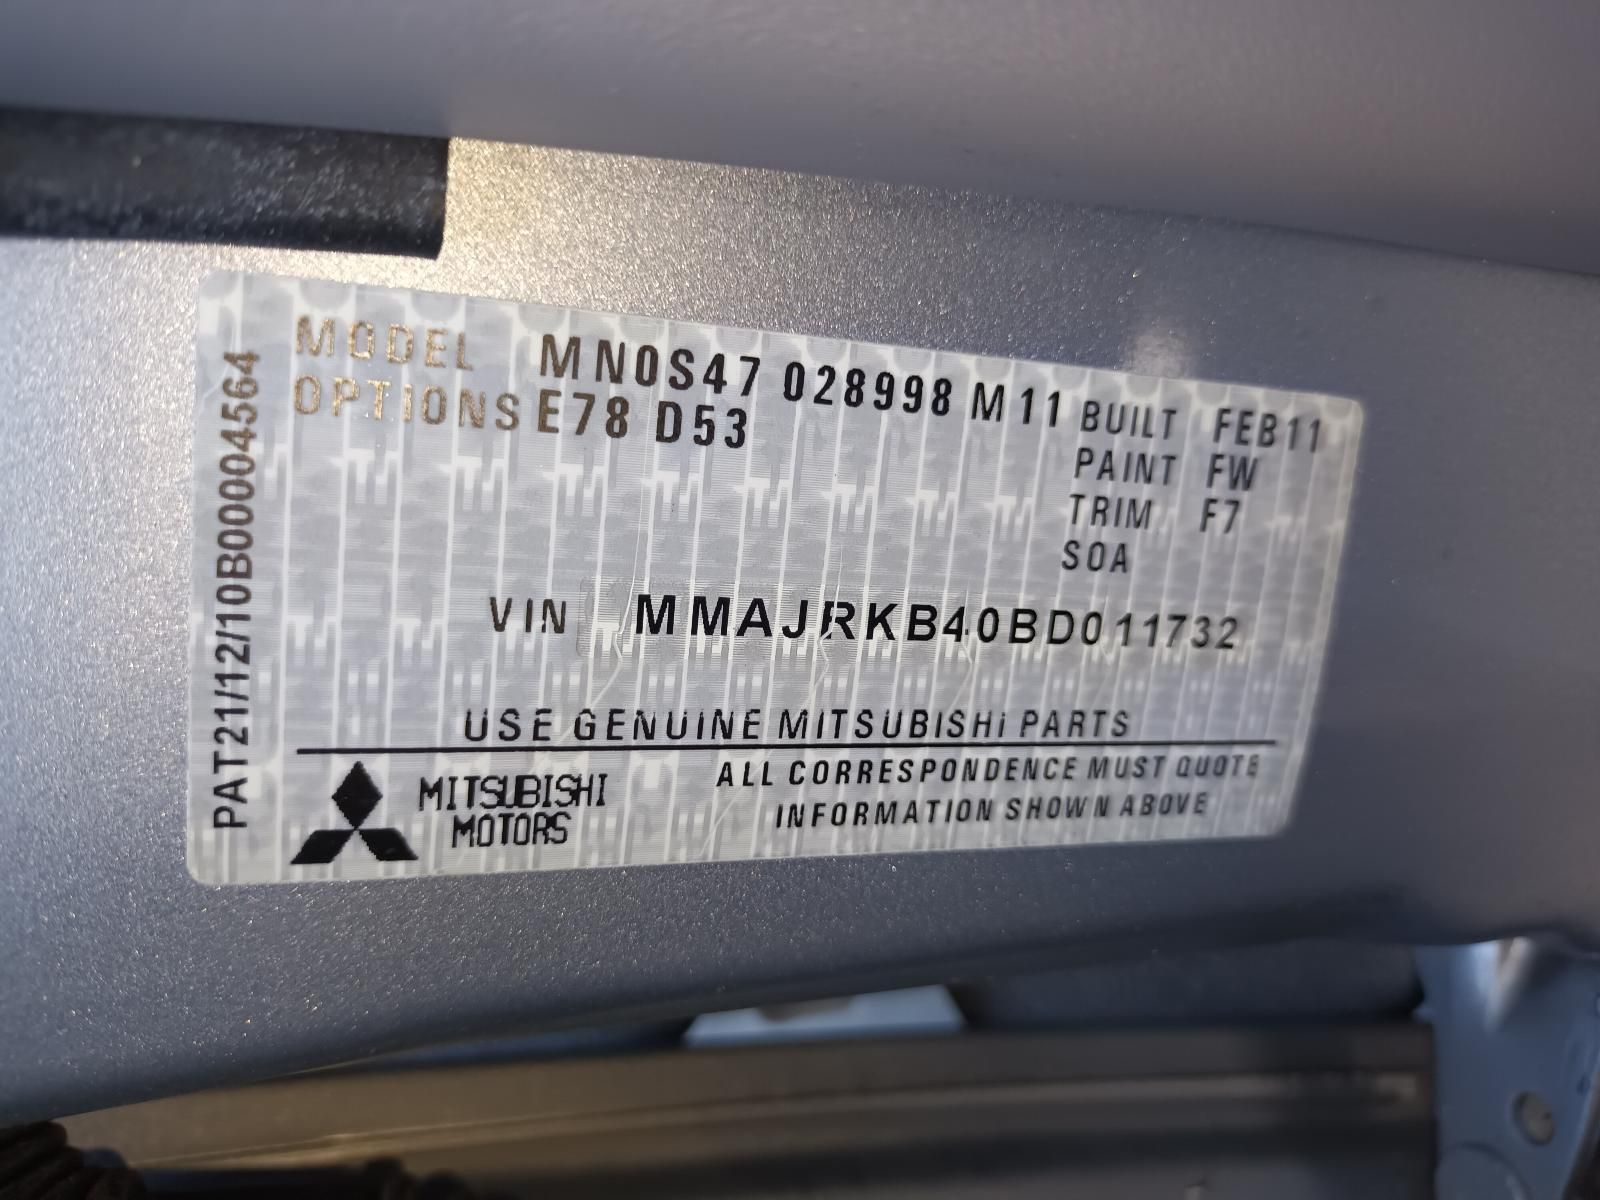 PAT21/12/10B00004564
MODEL MN0S47 028998 M11
OPTIONS E78 D53
BUILT FEB11
PAINT FW
TRIM F7
SOA
VIN MMAJRKB40BD011732
USE GENUINE MITSUBISHI PARTS
MITSUBISHI
MOTORS
ALL CORRESPONDENCE MUST QUOTE
INFORMATION SHOWN ABOVE